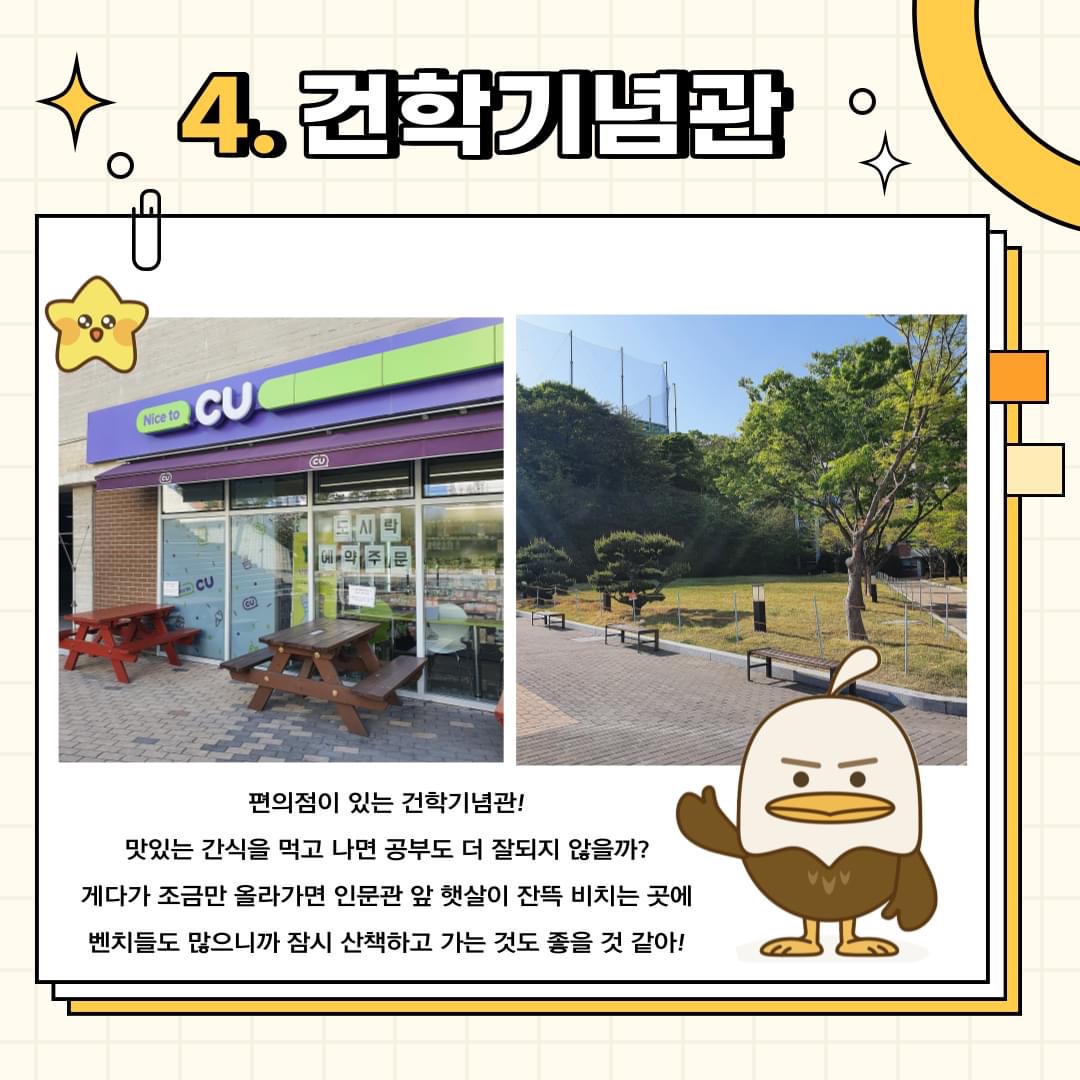 4. 건학기념관
Nice to CU
CU
CU
도시락
예약주문
CU
CU
편의점이 있는 건학기념관!
맛있는 간식을 먹고 나면 공부도 더 잘되지 않을까?
게다가 조금만 올라가면 인문관 앞 햇살이 잔뜩 비치는 곳에
벤치들도 많으니까 잠시 산책하고 가는 것도 좋을 것 같아!